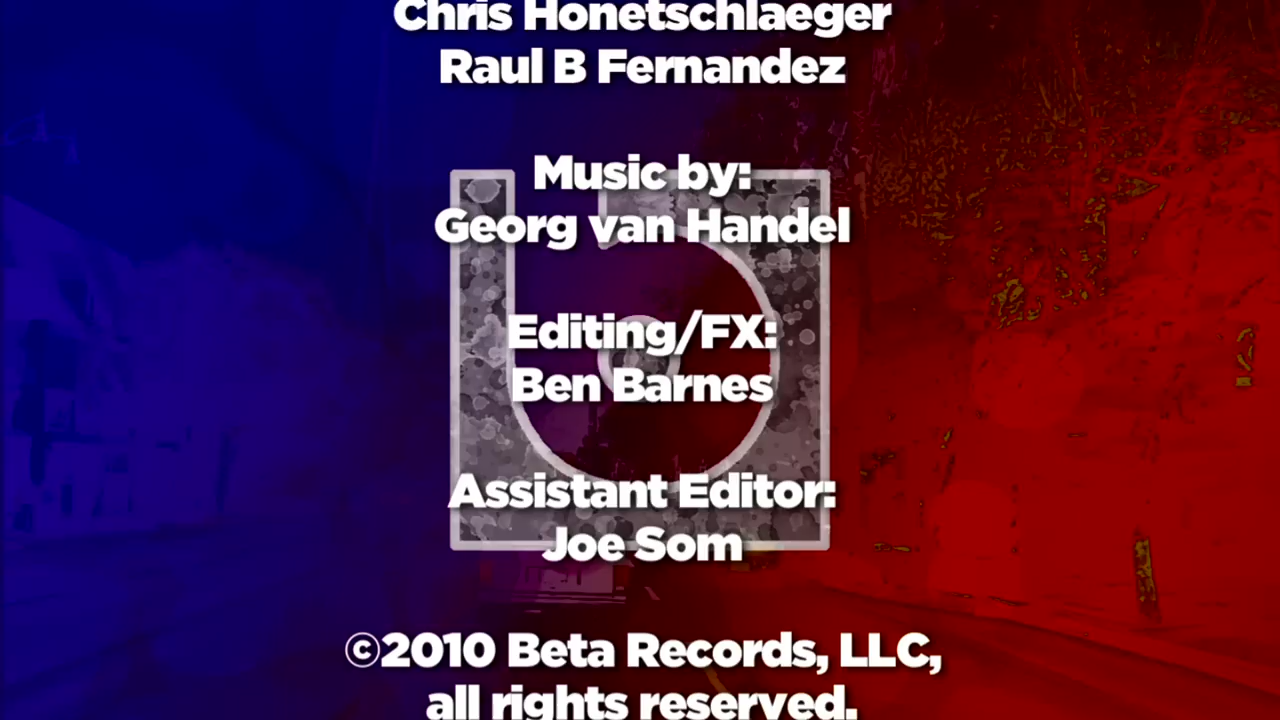 Chris Honetschlaeger
Raul B Fernandez
Music by:
Georg van Handel
Editing/FX:
Ben Barnes
Assistant Editor:
Joe Som
©2010 Beta Records, LLC,
all rights reserved.